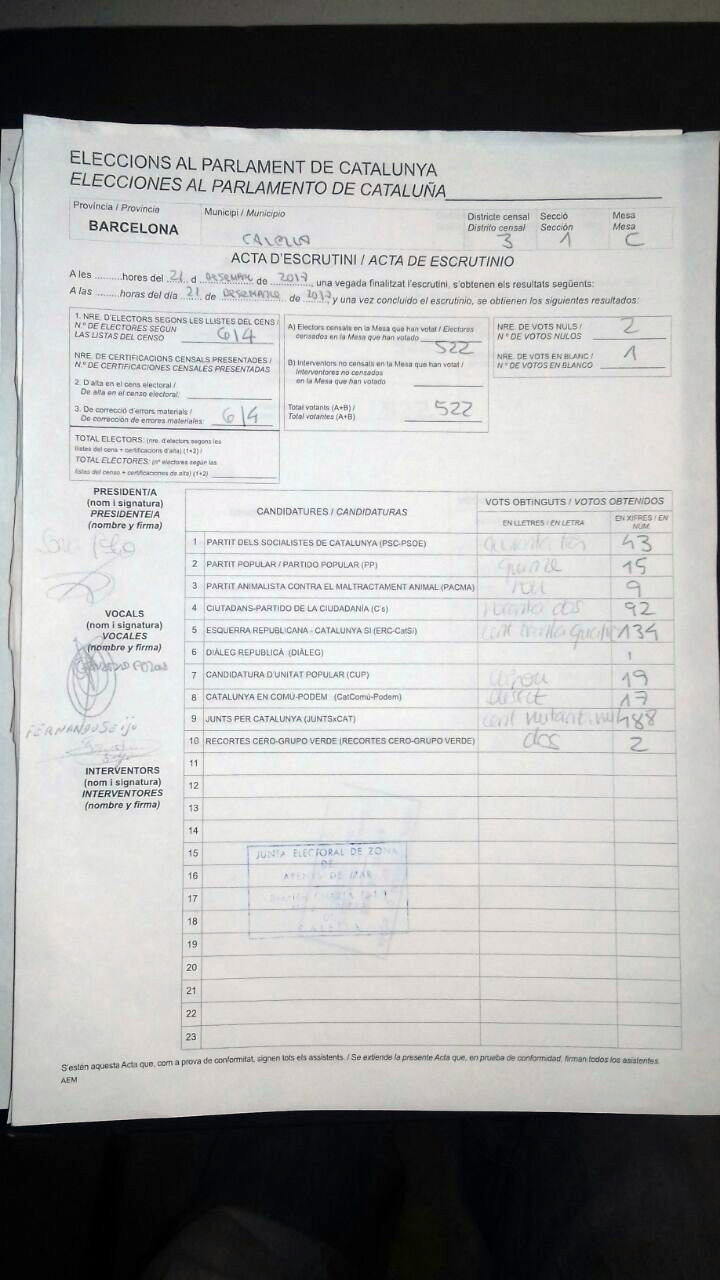 ELECCIONS AL PARLAMENT DE CATALUNYA
ELECCIONES AL PARLAMENTO DE CATALUÑA
Província / Provincia
Municipi / Municipio
Districte censal
Distrito censal
Secció
Sección
Mesa
Mesa
BARCELONA
CALELLA
3
1
C
ACTA D'ESCRUTINI / ACTA DE ESCRUTINIO
A les ..........hores del 21 d DESEMBRE de 2017, una vegada finalitzat l'escrutini, s'obtenen els resultats següents:
A las ..........horas del día 21 de DESEMBRE de 2017, y una vez concluido el escrutinio, se obtienen los siguientes resultados:
1. NRE. D'ELECTORS SEGONS LES LLISTES DEL CENS /
N.º DE ELECTORES SEGÚN
LAS LISTAS DEL CENSO 614
NRE. DE CERTIFICACIONS CENSALS PRESENTADES /
N.º DE CERTIFICACIONES CENSALES PRESENTADAS
2. D'alta en el cens electoral /
De alta en el censo electoral:
3. De correcció d'errors materials /
De corrección de errores materiales: 614
TOTAL ELECTORS: (nre. d'electors segons les
llistes del cens + certificacions d'alta) (1+2) /
TOTAL ELECTORES: (nº electores según las
listas del censo + certificaciones de alta) (1+2)
A) Electors censats en la Mesa que han votat / Electores
censados en la Mesa que han votado 522
B) Interventors no censats en la Mesa que han votat /
Interventores no censados
en la Mesa que han votado
Total votants (A+B) /
Total votantes (A+B) 522
NRE. DE VOTS NULS /
N.º DE VOTOS NULOS 2
NRE. DE VOTS EN BLANC /
N.º DE VOTOS EN BLANCO 1
PRESIDENT/A
(nom i signatura)
PRESIDENTE/A
(nombre y firma)
VOCALS
(nom i signatura)
VOCALES
(nombre y firma)
FERNANDO SEIJO
INTERVENTORS
(nom i signatura)
INTERVENTORES
(nombre y firma)
CANDIDATURES / CANDIDATURAS
VOTS OBTINGUTS / VOTOS OBTENIDOS
EN LLETRES / EN LETRA
EN XIFRES / EN NÚM.
1 PARTIT DELS SOCIALISTES DE CATALUNYA (PSC-PSOE) 43
2 PARTIT POPULAR / PARTIDO POPULAR (PP) quinze 15
3 PARTIT ANIMALISTA CONTRA EL MALTRACTAMENT ANIMAL (PACMA) nou 9
4 CIUTADANS-PARTIDO DE LA CIUDADANÍA (C's) noranta dos 92
5 ESQUERRA REPUBLICANA - CATALUNYA SÍ (ERC-CatSí) cent trenta quatre 134
6 DIÀLEG REPUBLICÀ (DIÀLEG)
7 CANDIDATURA D'UNITAT POPULAR (CUP) 19
8 CATALUNYA EN COMÚ-PODEM (CatComú-Podem) disset 17
9 JUNTS PER CATALUNYA (JUNTSxCAT) 188
10 RECORTES CERO-GRUPO VERDE (RECORTES CERO-GRUPO VERDE) dos 2
11
12
13
14
15
16
17
18
19
20
21
22
23
JUNTA ELECTORAL DE ZONA
DE
ARENYS DE MAR
S'estén aquesta Acta que, com a prova de conformitat, signen tots els assistents. / Se extiende la presente Acta que, en prueba de conformidad, firman todos los asistentes.
AEM